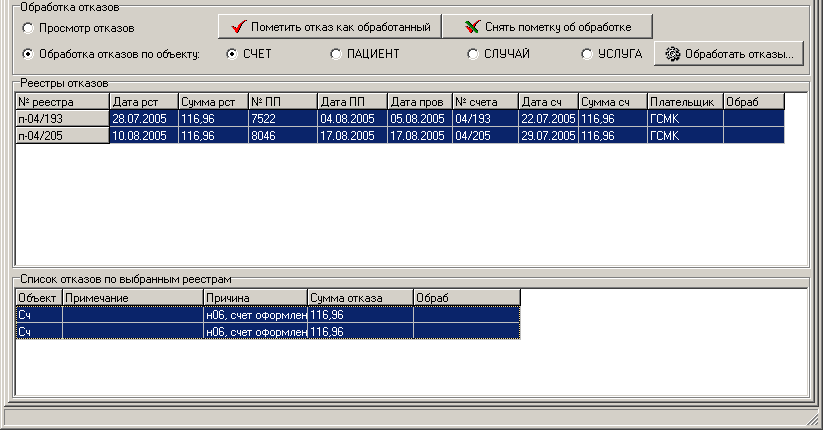 Обработка отказов
Просмотр отказов
Пометить отказ как обработанный
Снять пометку об обработке
Обработка отказов по объекту:
СЧЕТ
ПАЦИЕНТ
СЛУЧАЙ
УСЛУГА
Обработать отказы...
Реестры отказов
№ реестра Дата рст Сумма рст № ПП Дата ПП Дата пров № счета Дата сч Сумма сч Плательщик Обраб
п-04/193 28.07.2005 116,96 7522 04.08.2005 05.08.2005 04/193 22.07.2005 116,96 ГСМК
п-04/205 10.08.2005 116,96 8046 17.08.2005 17.08.2005 04/205 29.07.2005 116,96 ГСМК
Список отказов по выбранным реестрам
Объект Примечание Причина Сумма отказа Обраб
Сч н06, счет оформлен 116,96
Сч н06, счет оформлен 116,96